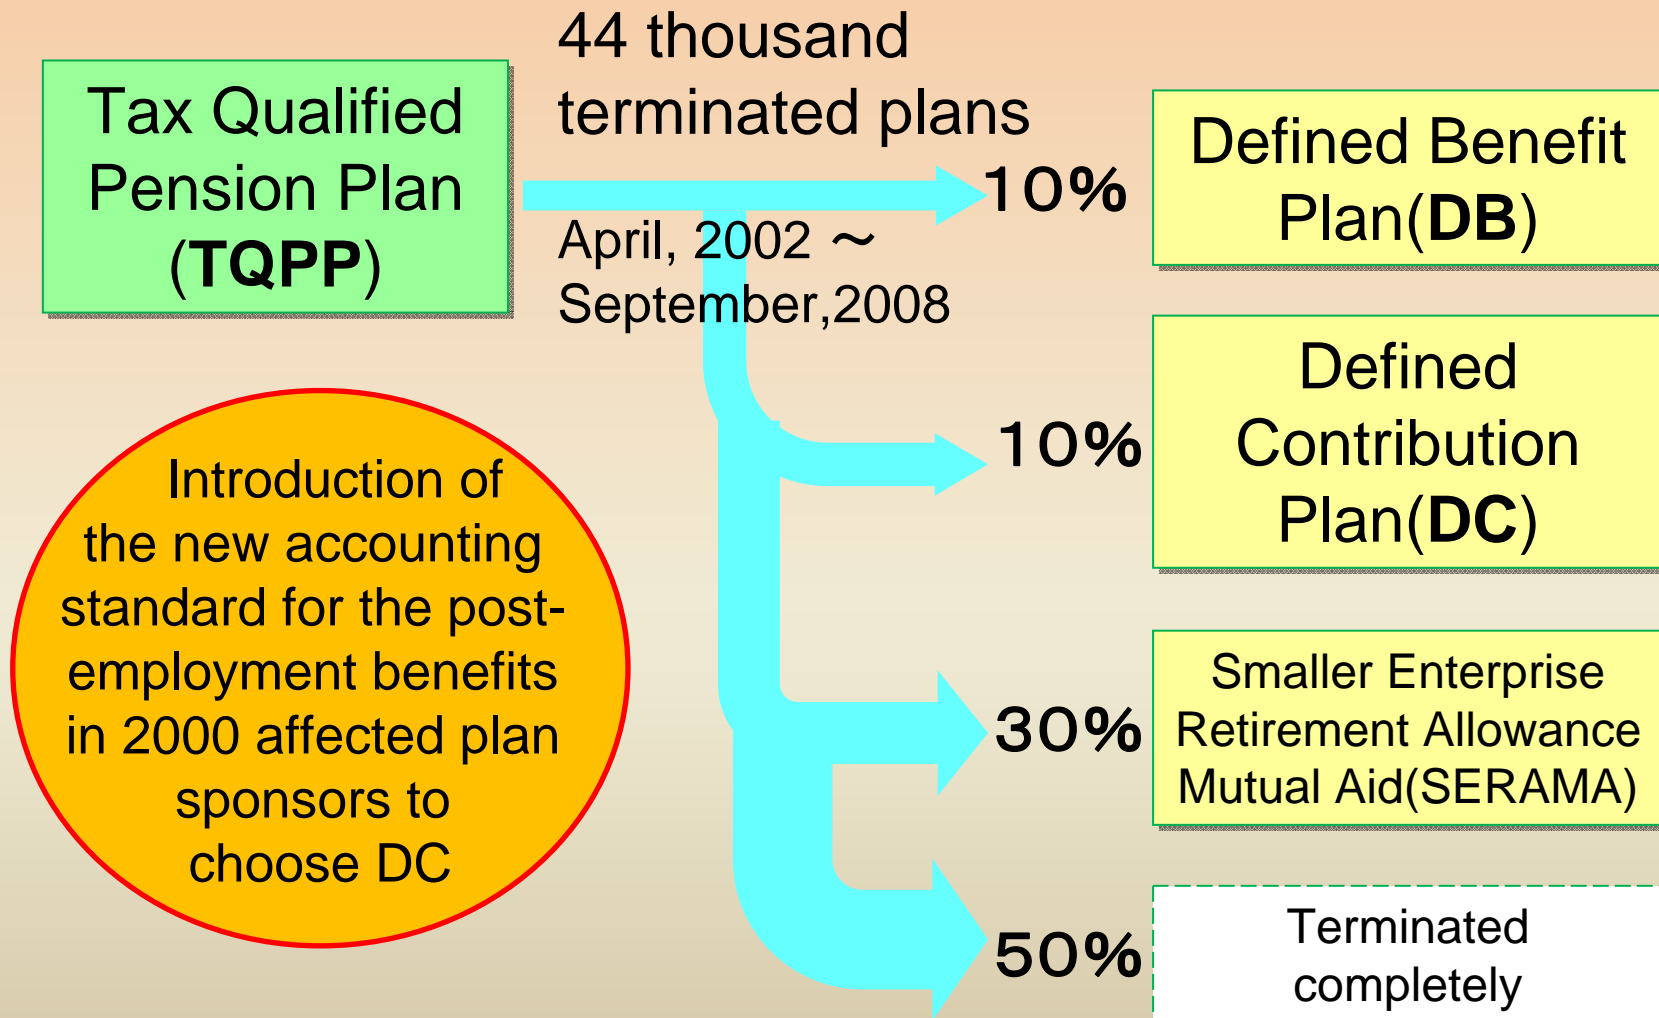 44 thousand
terminated plans
Tax Qualified
Pension Plan
(TQPP)
April, 2002 ～
September,2008
10%
Defined Benefit
Plan(DB)
10%
Defined
Contribution
Plan(DC)
Introduction of
the new accounting
standard for the post-
employment benefits
in 2000 affected plan
sponsors to
choose DC
30%
Smaller Enterprise
Retirement Allowance
Mutual Aid(SERAMA)
50%
Terminated
completely